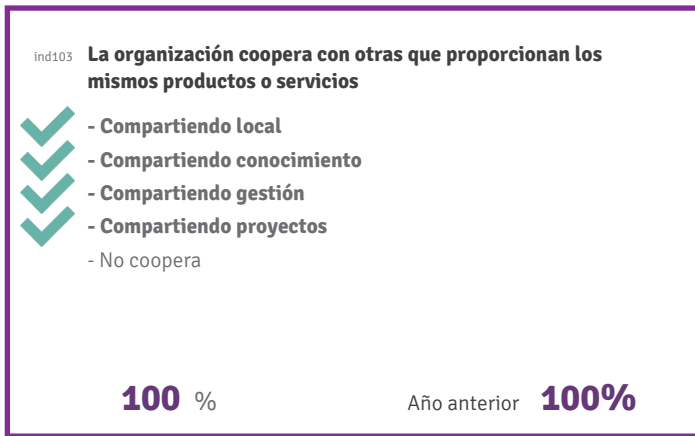 ind103 La organización coopera con otras que proporcionan los
mismos productos o servicios
- Compartiendo local
- Compartiendo conocimiento
- Compartiendo gestión
- Compartiendo proyectos
- No coopera
100 % Año anterior 100%